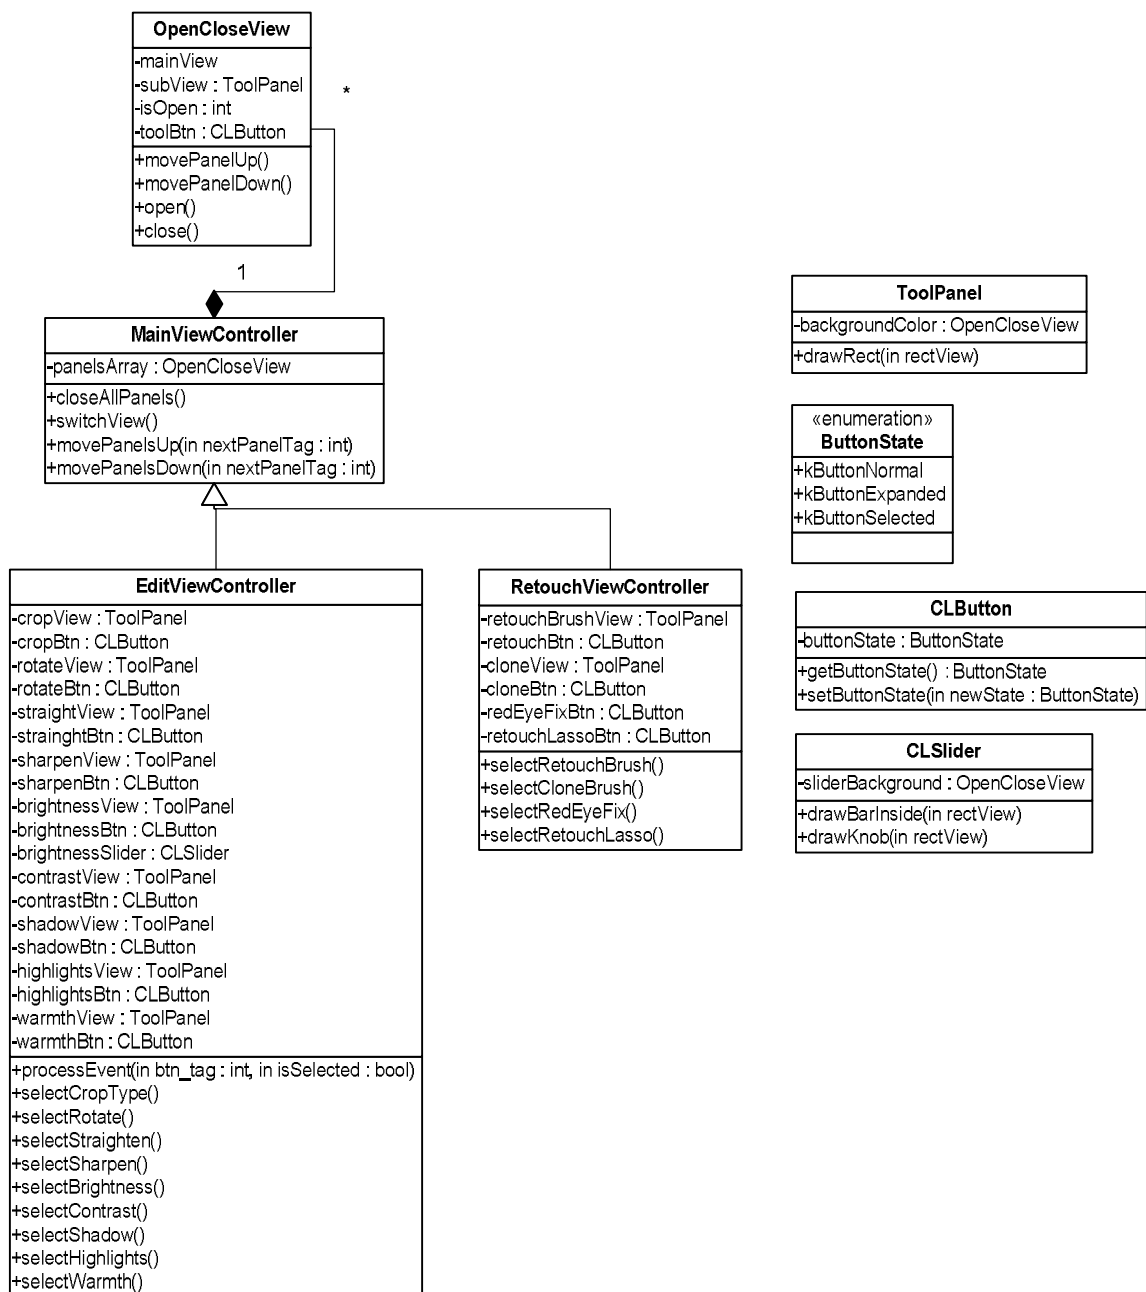 OpenCloseView
-mainView
-subView : ToolPanel
-isOpen : int
-toolBtn : CLButton
+movePanelUp()
+movePanelDown()
+open()
+close()
*
1
MainViewController
-panelsArray : OpenCloseView
+closeAllPanels()
+switchView()
+movePanelsUp(in nextPanelTag : int)
+movePanelsDown(in nextPanelTag : int)
EditViewController
-cropView : ToolPanel
-cropBtn : CLButton
-rotateView : ToolPanel
-rotateBtn : CLButton
-straightView : ToolPanel
-strainghtBtn : CLButton
-sharpenView : ToolPanel
-sharpenBtn : CLButton
-brightnessView : ToolPanel
-brightnessBtn : CLButton
-brightnessSlider : CLSlider
-contrastView : ToolPanel
-contrastBtn : CLButton
-shadowView : ToolPanel
-shadowBtn : CLButton
-highlightsView : ToolPanel
-highlightsBtn : CLButton
-warmthView : ToolPanel
-warmthBtn : CLButton
+processEvent(in btn_tag : int, in isSelected : bool)
+selectCropType()
+selectRotate()
+selectStraighten()
+selectSharpen()
+selectBrightness()
+selectContrast()
+selectShadow()
+selectHighlights()
+selectWarmth()
RetouchViewController
-retouchBrushView : ToolPanel
-retouchBtn : CLButton
-cloneView : ToolPanel
-cloneBtn : CLButton
-redEyeFixBtn : CLButton
-retouchLassoBtn : CLButton
+selectRetouchBrush()
+selectCloneBrush()
+selectRedEyeFix()
+selectRetouchLasso()
ToolPanel
-backgroundColor : OpenCloseView
+drawRect(in rectView)
«enumeration»
ButtonState
+kButtonNormal
+kButtonExpanded
+kButtonSelected
CLButton
-buttonState : ButtonState
+getButtonState() : ButtonState
+setButtonState(in newState : ButtonState)
CLSlider
-sliderBackground : OpenCloseView
+drawBarInside(in rectView)
+drawKnob(in rectView)